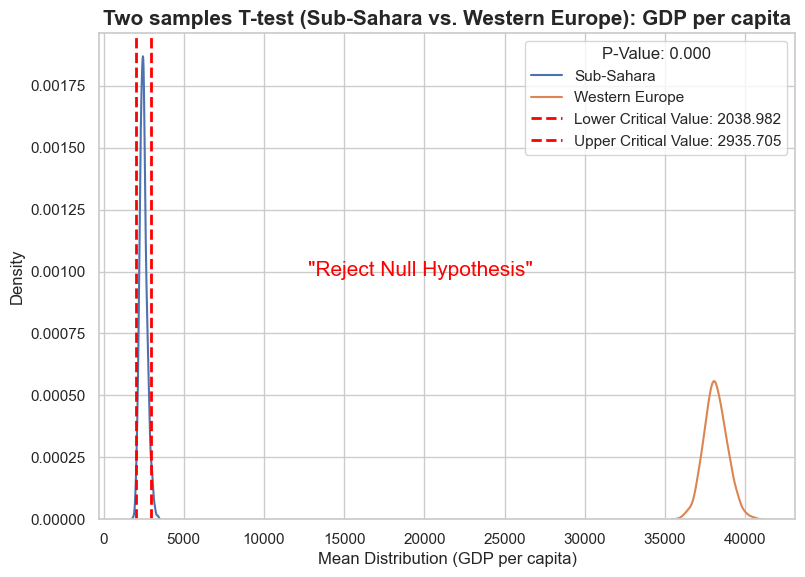 Two samples T-test (Sub-Sahara vs. Western Europe): GDP per capita
P-Value: 0.000
Sub-Sahara
Western Europe
Lower Critical Value: 2038.982
Upper Critical Value: 2935.705
"Reject Null Hypothesis"
Density
0.00175
0.00150
0.00125
0.00100
0.00075
0.00050
0.00025
0.00000
0 5000 10000 15000 20000 25000 30000 35000 40000
Mean Distribution (GDP per capita)